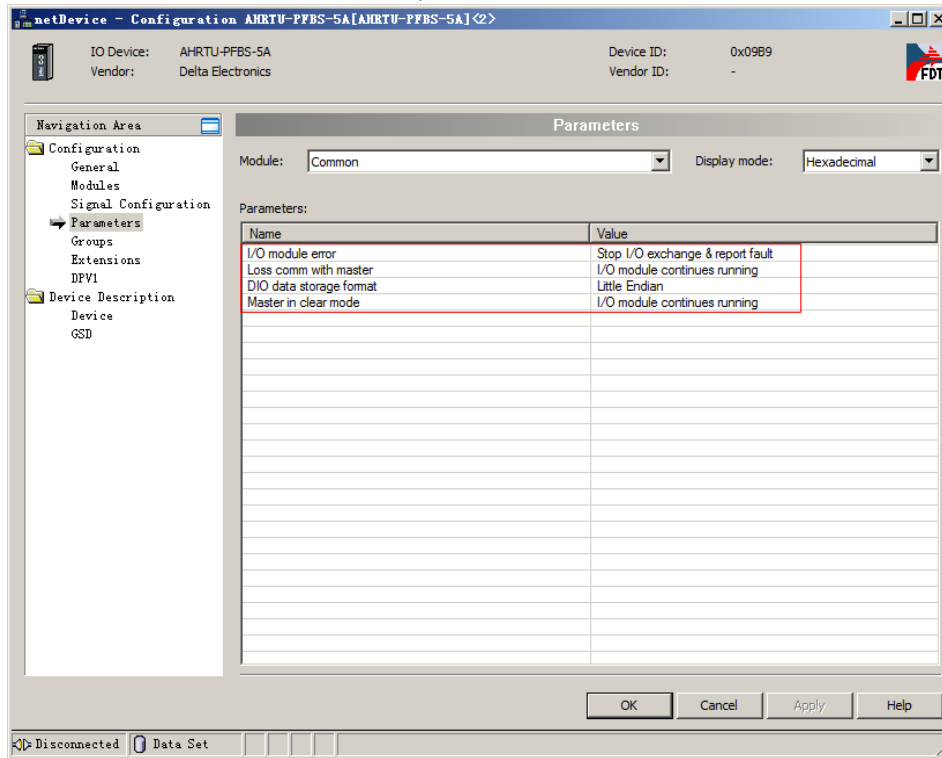 netDevice - Configuration AHRTU-PFBS-5A[AHRTU-PFBS-5A]<2>
IO Device: AHRTU-PFBS-5A Device ID: 0x09B9
Vendor: Delta Electronics Vendor ID: -
FDT
Navigation Area
Configuration
General
Modules
Signal Configuration
Parameters
Groups
Extensions
DPV1
Device Description
Device
GSD
Parameters
Module: Common Display mode: Hexadecimal
Parameters:
Name Value
I/O module error Stop I/O exchange & report fault
Loss comm with master I/O module continues running
DIO data storage format Little Endian
Master in clear mode I/O module continues running
OK Cancel Apply Help
Disconnected Data Set